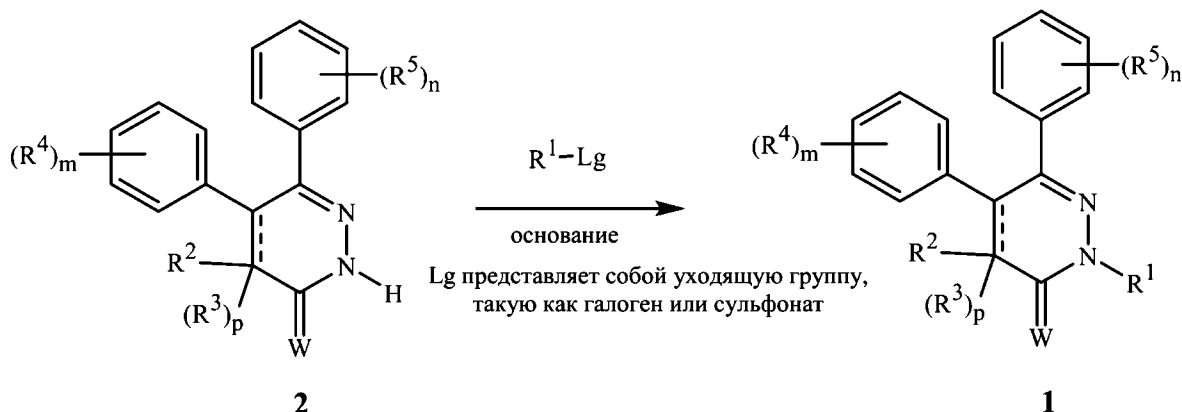 (R⁵)ₙ
(R⁴)ₘ
R²
(R³)ₚ
N
N
H
W
2
R¹–Lg
основание
Lg представляет собой уходящую группу,
такую как галоген или сульфонат
(R⁵)ₙ
(R⁴)ₘ
R²
(R³)ₚ
N
N
R¹
W
1